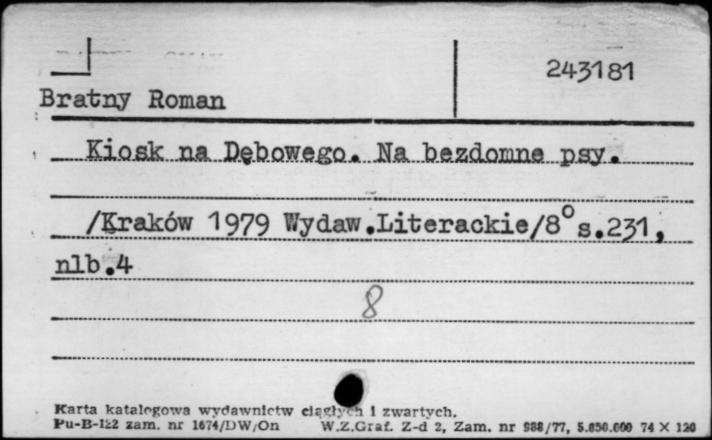 243181
Bratny Roman
Kiosk na Dębowego. Na bezdomne psy.
/Kraków 1979 Wydaw.Literackie/8° s.231,
nlb.4
8
Karta katalogowa wydawnictw ciągłych i zwartych.
Pu-B-122 zam. nr 1674/DW/On W.Z.Graf. Z-d 2, Zam. nr 988/77, 5.050.000 74 X 120